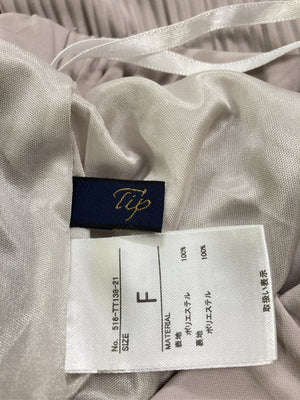 Tip
No. 516-TT138-21
SIZE
F
MATERIAL
表地 100%
ポリエステル
裏地 100%
ポリエステル
取扱い表示